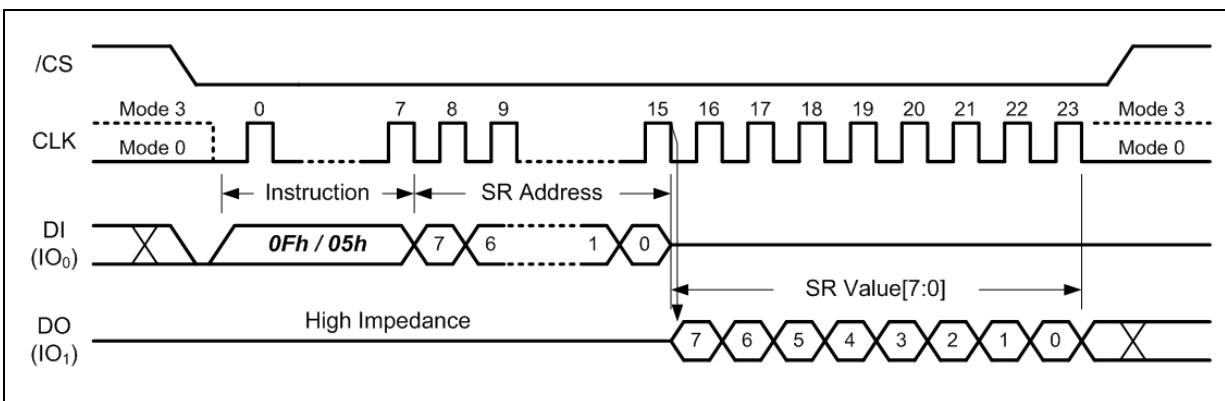 /CS
Mode 3 0 7 8 9 15 16 17 18 19 20 21 22 23 Mode 3
CLK
Mode 0 Mode 0
Instruction SR Address
DI
(IO₀)
0Fh / 05h 7 6 1 0
SR Value[7:0]
High Impedance
DO
(IO₁)
7 6 5 4 3 2 1 0